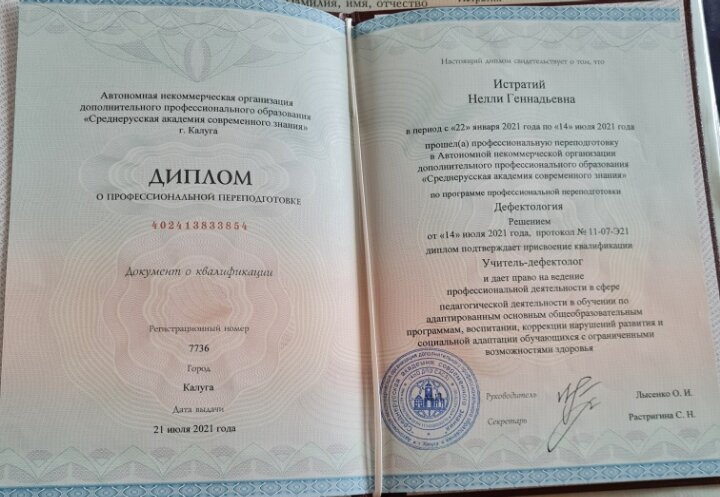 фамилия, имя, отчество
Автономная некоммерческая организация
дополнительного профессионального образования
«Среднерусская академия современного знания»
г. Калуга
ДИПЛОМ
О ПРОФЕССИОНАЛЬНОЙ ПЕРЕПОДГОТОВКЕ
402413833854
Документ о квалификации
Регистрационный номер
7736
Город
Калуга
Дата выдачи
21 июля 2021 года
Настоящий диплом свидетельствует о том, что
Истратий
Нелли Геннадьевна
в период с «22» января 2021 года по «14» июля 2021 года
прошел(а) профессиональную переподготовку
в Автономной некоммерческой организации
дополнительного профессионального образования
«Среднерусская академия современного знания»
по программе профессиональной переподготовки
Дефектология
Решением
от «14» июля 2021 года, протокол № 11-07-Э21
диплом подтверждает присвоение квалификации
Учитель-дефектолог
и дает право на ведение
профессиональной деятельности в сфере
педагогической деятельности в обучении по
адаптированным основным общеобразовательным
программам, воспитании, коррекции нарушений развития и
социальной адаптации обучающихся с ограниченными
возможностями здоровья
Руководитель
Лысенко О. И.
Секретарь
Растригина С. Н.